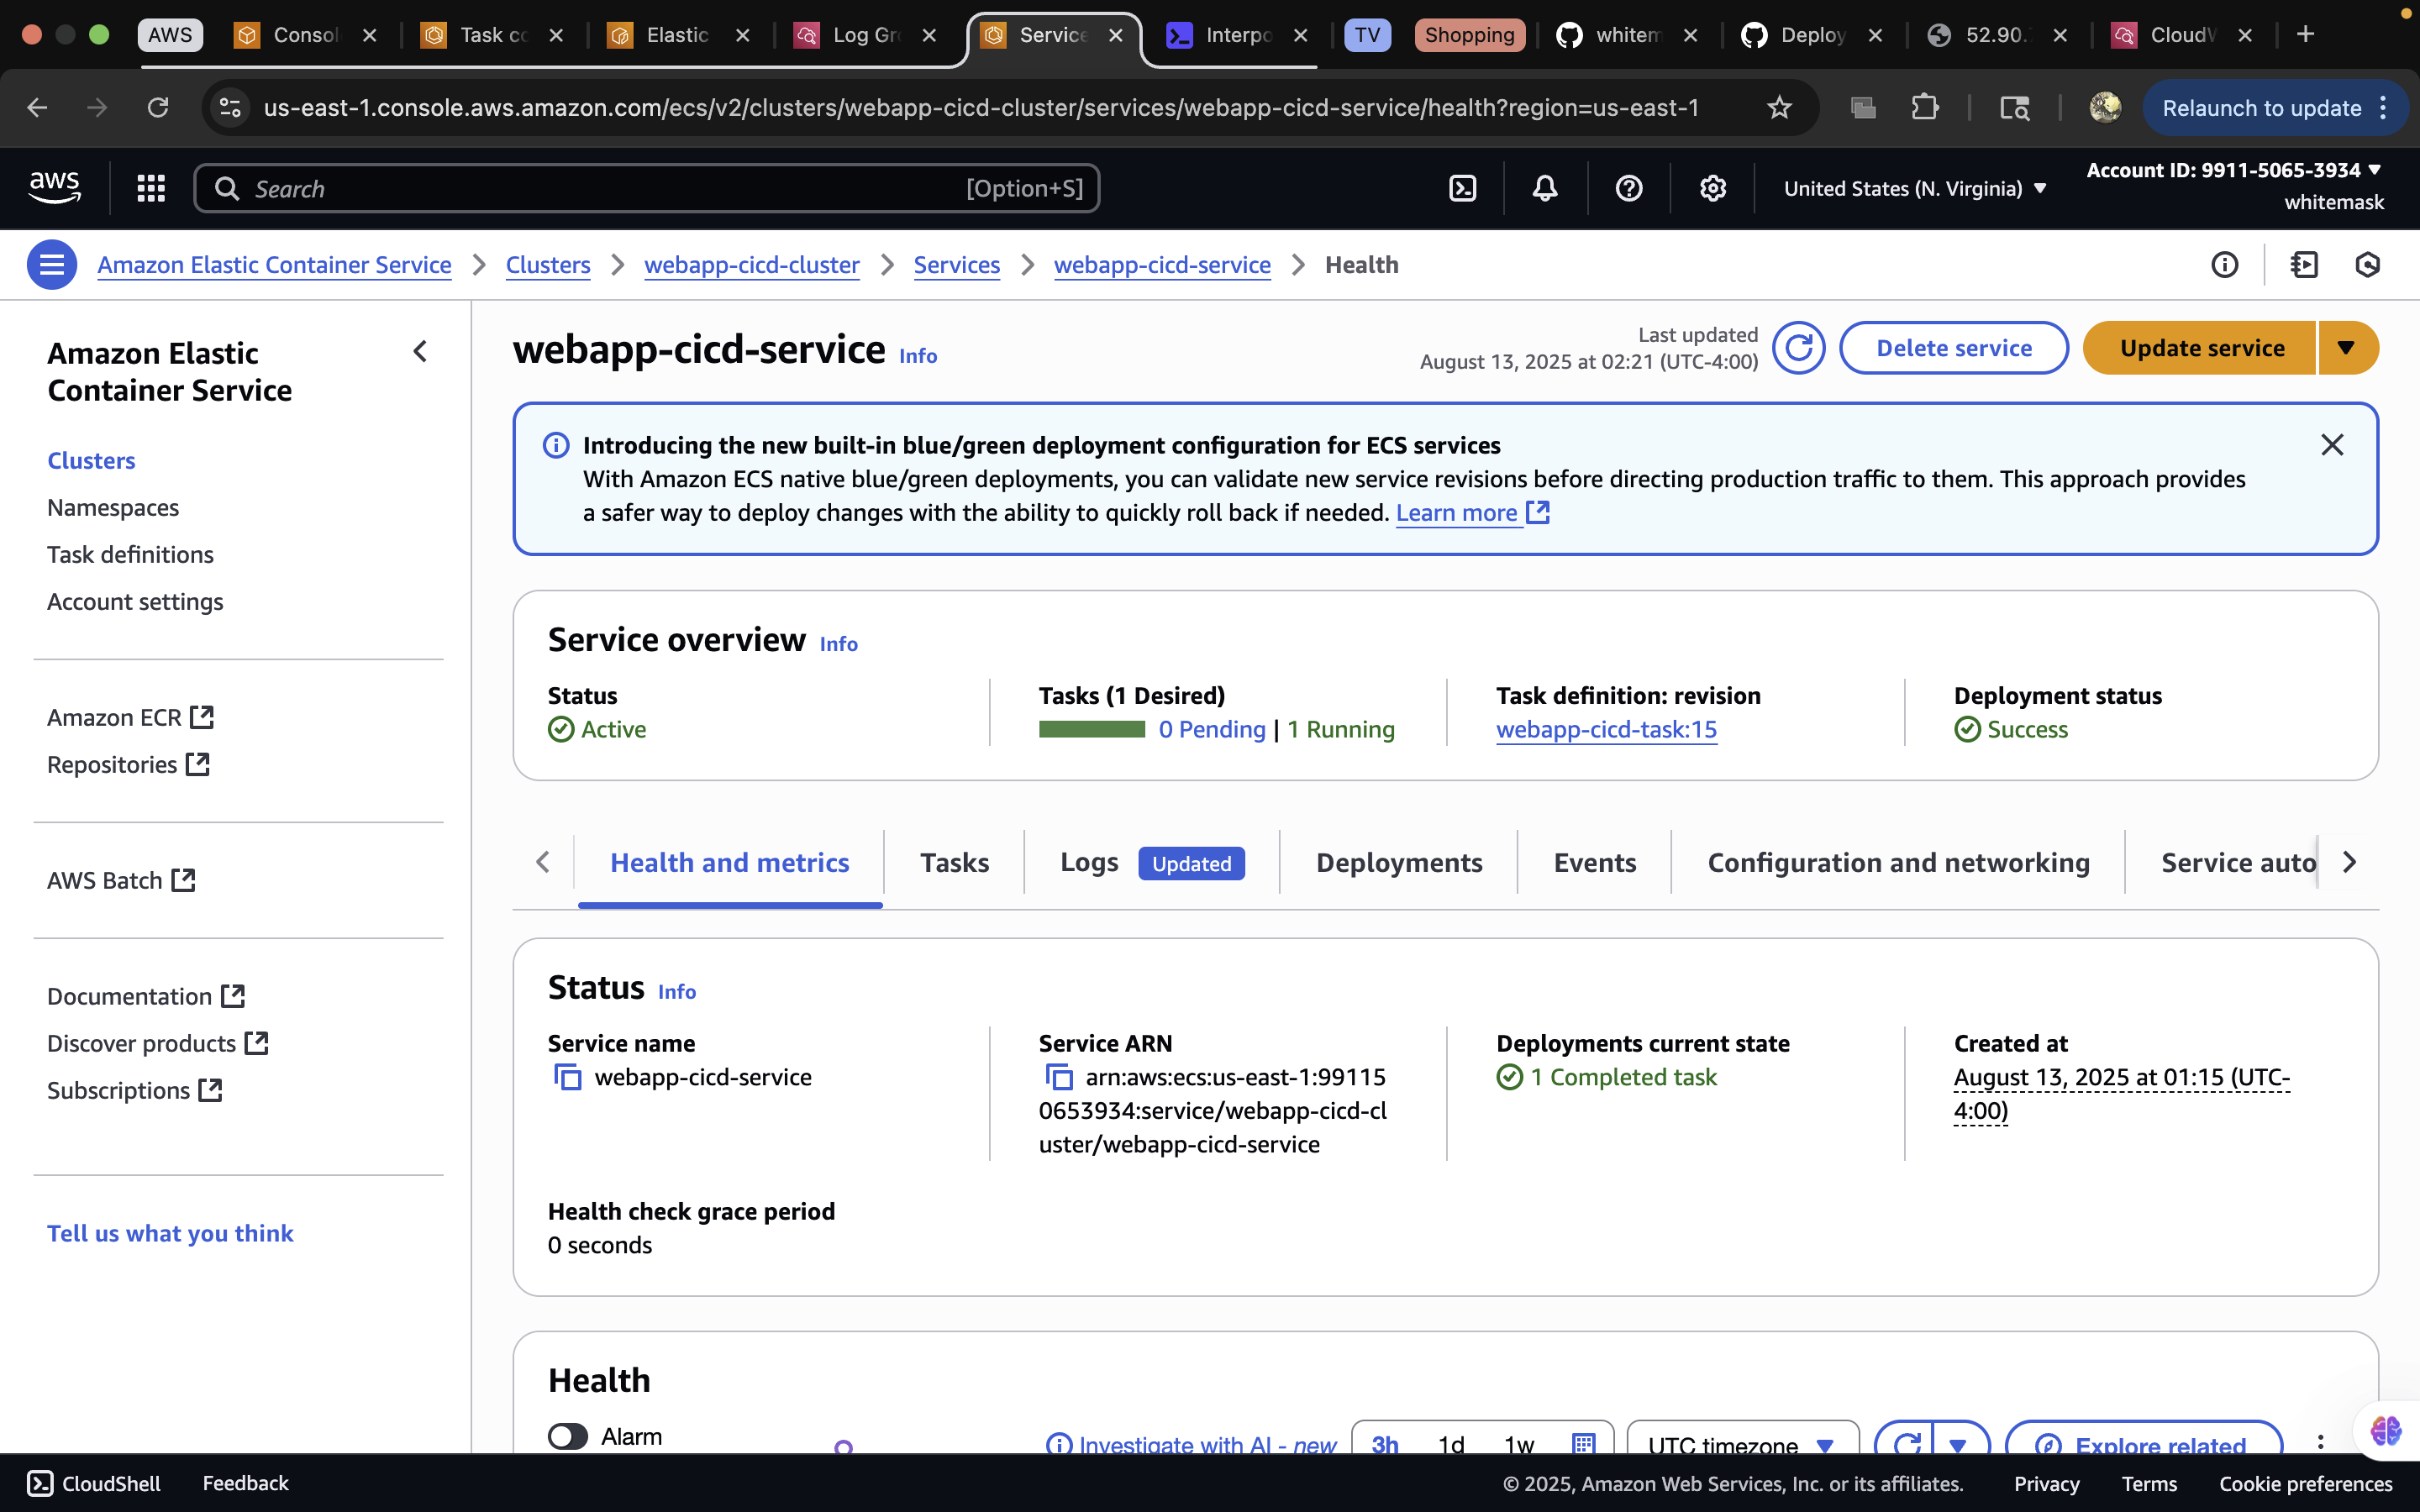 AWS
Consol
Task co
Elastic
Log Gr
Service
Interpo
TV
Shopping
whitem
Deploy
52.90.
CloudW
us-east-1.console.aws.amazon.com/ecs/v2/clusters/webapp-cicd-cluster/services/webapp-cicd-service/health?region=us-east-1
Relaunch to update
aws
Search
[Option+S]
United States (N. Virginia)
Account ID: 9911-5065-3934
whitemask
Amazon Elastic Container Service
Clusters
webapp-cicd-cluster
Services
webapp-cicd-service
Health
Amazon Elastic
Container Service
Clusters
Namespaces
Task definitions
Account settings
Amazon ECR
Repositories
AWS Batch
Documentation
Discover products
Subscriptions
Tell us what you think
webapp-cicd-service Info
Last updated
August 13, 2025 at 02:21 (UTC-4:00)
Delete service
Update service
Introducing the new built-in blue/green deployment configuration for ECS services
With Amazon ECS native blue/green deployments, you can validate new service revisions before directing production traffic to them. This approach provides
a safer way to deploy changes with the ability to quickly roll back if needed. Learn more
Service overview Info
Status
Active
Tasks (1 Desired)
0 Pending | 1 Running
Task definition: revision
webapp-cicd-task:15
Deployment status
Success
Health and metrics
Tasks
Logs Updated
Deployments
Events
Configuration and networking
Service auto
Status Info
Service name
webapp-cicd-service
Service ARN
arn:aws:ecs:us-east-1:99115
0653934:service/webapp-cicd-cl
uster/webapp-cicd-service
Deployments current state
1 Completed task
Created at
August 13, 2025 at 01:15 (UTC-
4:00)
Health check grace period
0 seconds
Health
Alarm
Investigate with AI - new
3h 1d 1w
UTC timezone
Explore related
CloudShell
Feedback
© 2025, Amazon Web Services, Inc. or its affiliates.
Privacy
Terms
Cookie preferences